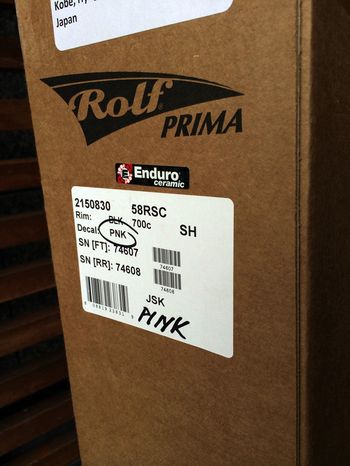 Kobe, Hy
Japan
Rolf
PRIMA
Enduro
ceramic
2150830 58RSC
Rim: BLK 700c SH
Decal: PNK
SN [FT]: 74607
74607
SN [RR]: 74608
74608
JSK
PINK